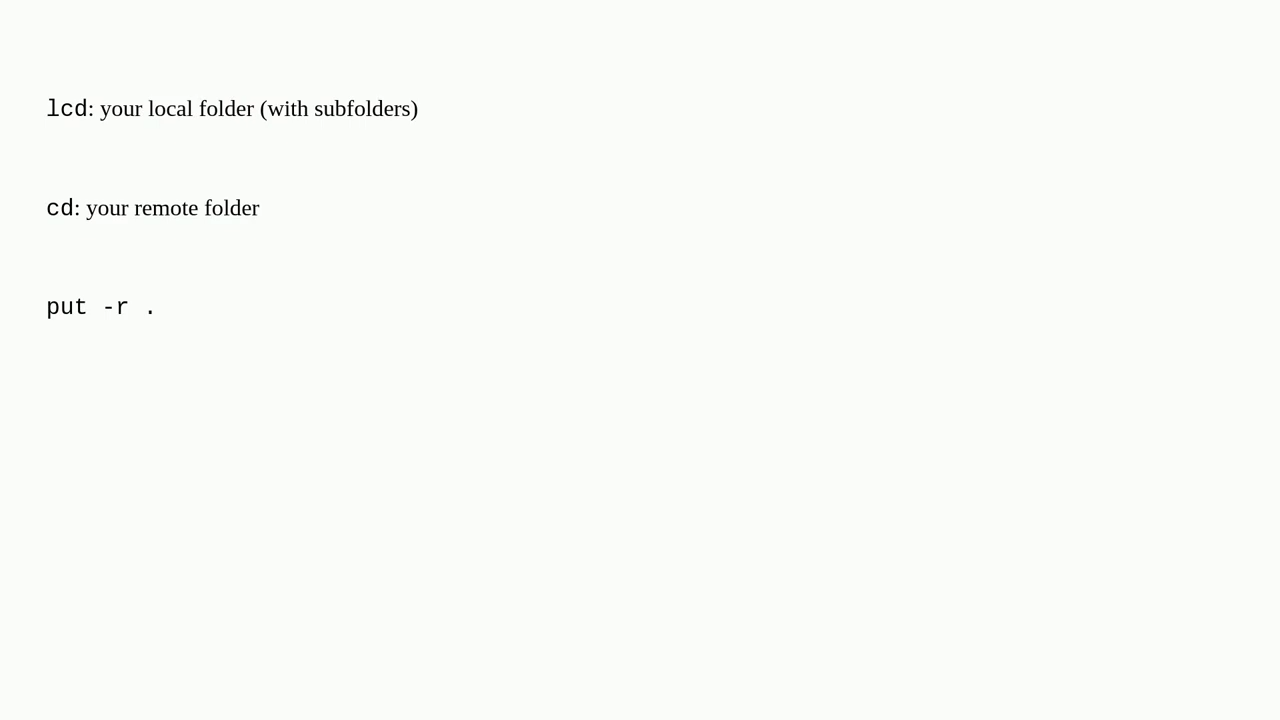 lcd: your local folder (with subfolders)
cd: your remote folder
put -r .